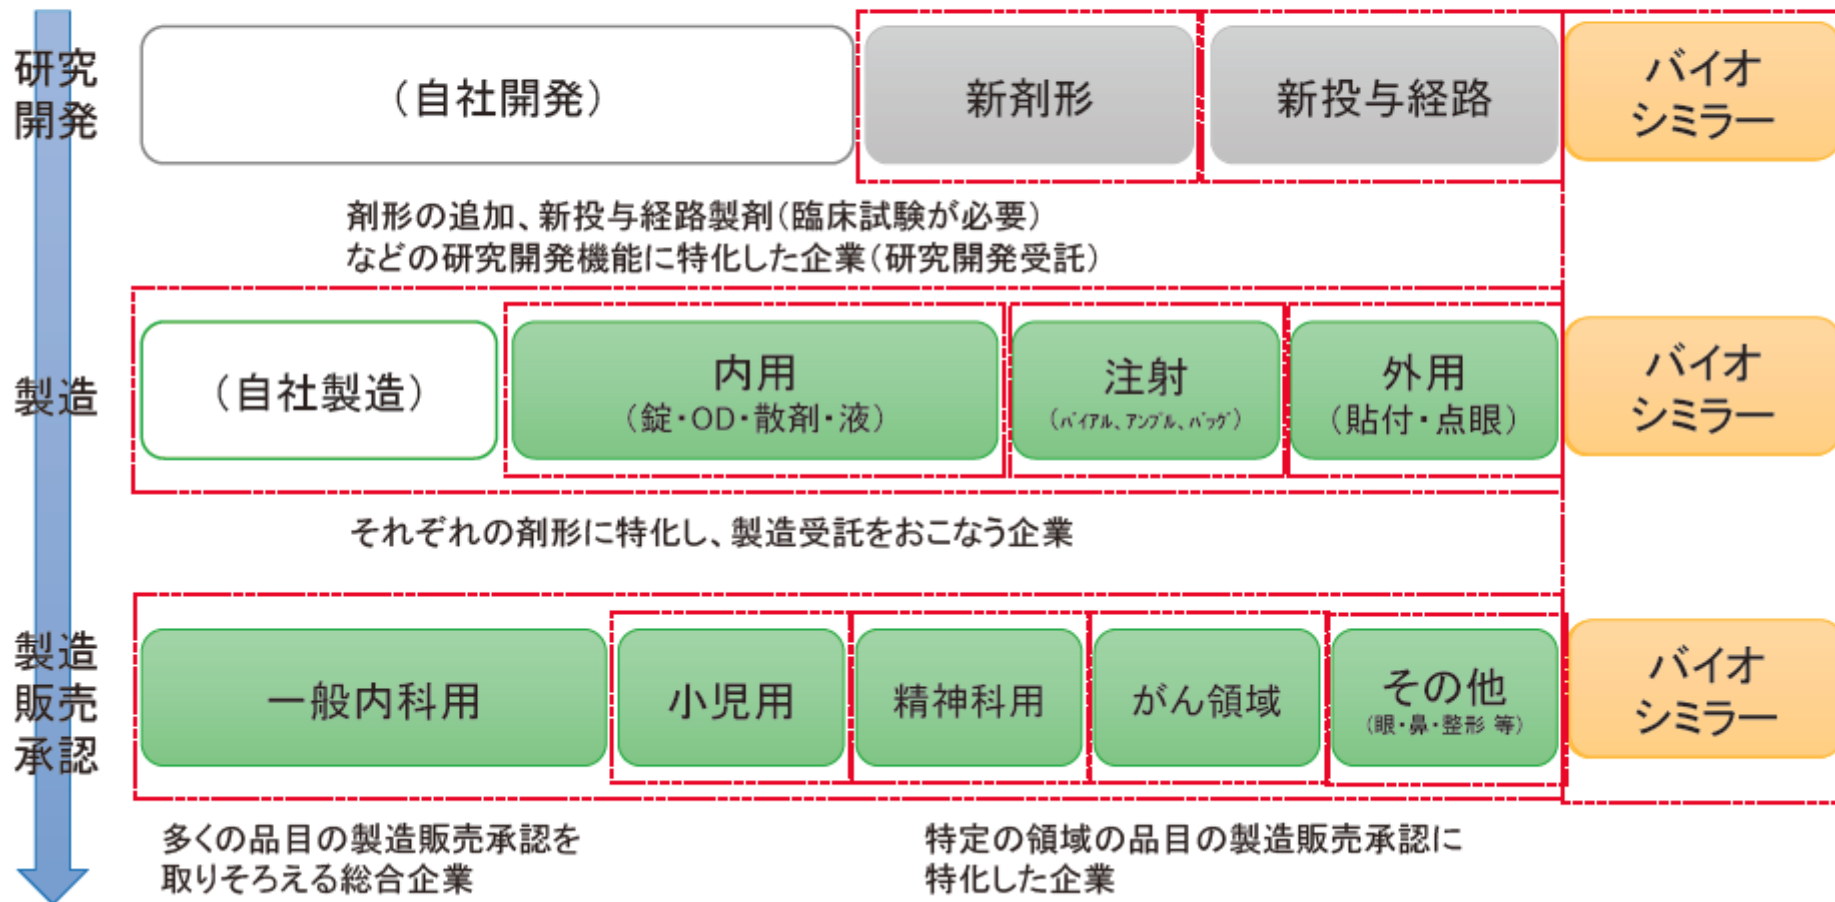 研究
開発
（自社開発）
新剤形
新投与経路
バイオ
シミラー
剤形の追加、新投与経路製剤（臨床試験が必要）
などの研究開発機能に特化した企業（研究開発受託）
製造
（自社製造）
内用
（錠・OD・散剤・液）
注射
（ﾊﾞｲｱﾙ、ｱﾝﾌﾟﾙ、ﾊﾞｯｸﾞ）
外用
（貼付・点眼）
バイオ
シミラー
それぞれの剤形に特化し、製造受託をおこなう企業
製造
販売
承認
一般内科用
小児用
精神科用
がん領域
その他
（眼・鼻・整形 等）
バイオ
シミラー
多くの品目の製造販売承認を
取りそろえる総合企業
特定の領域の品目の製造販売承認に
特化した企業